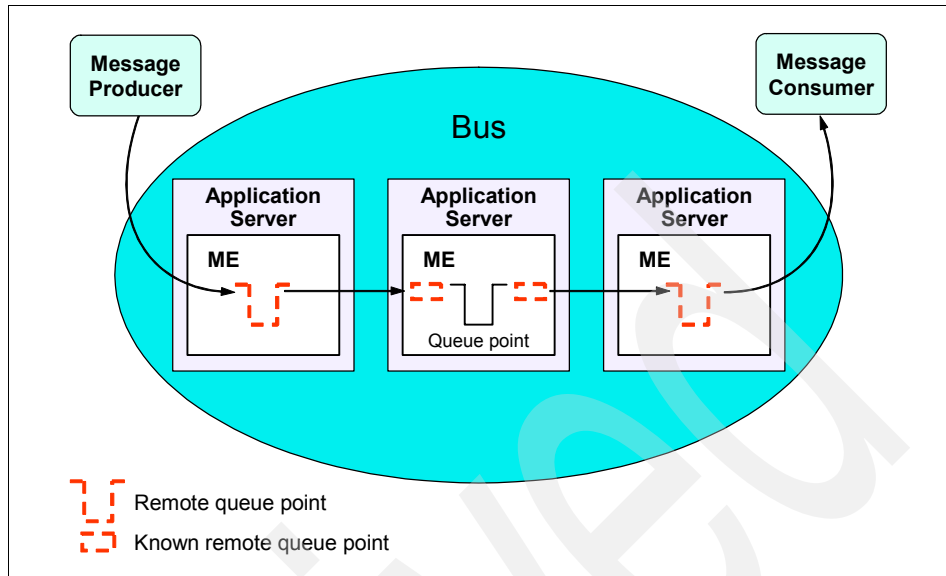 Message
Producer
Message
Consumer
Bus
Application
Server
Application
Server
Application
Server
ME
ME
ME
Queue point
Remote queue point
Known remote queue point